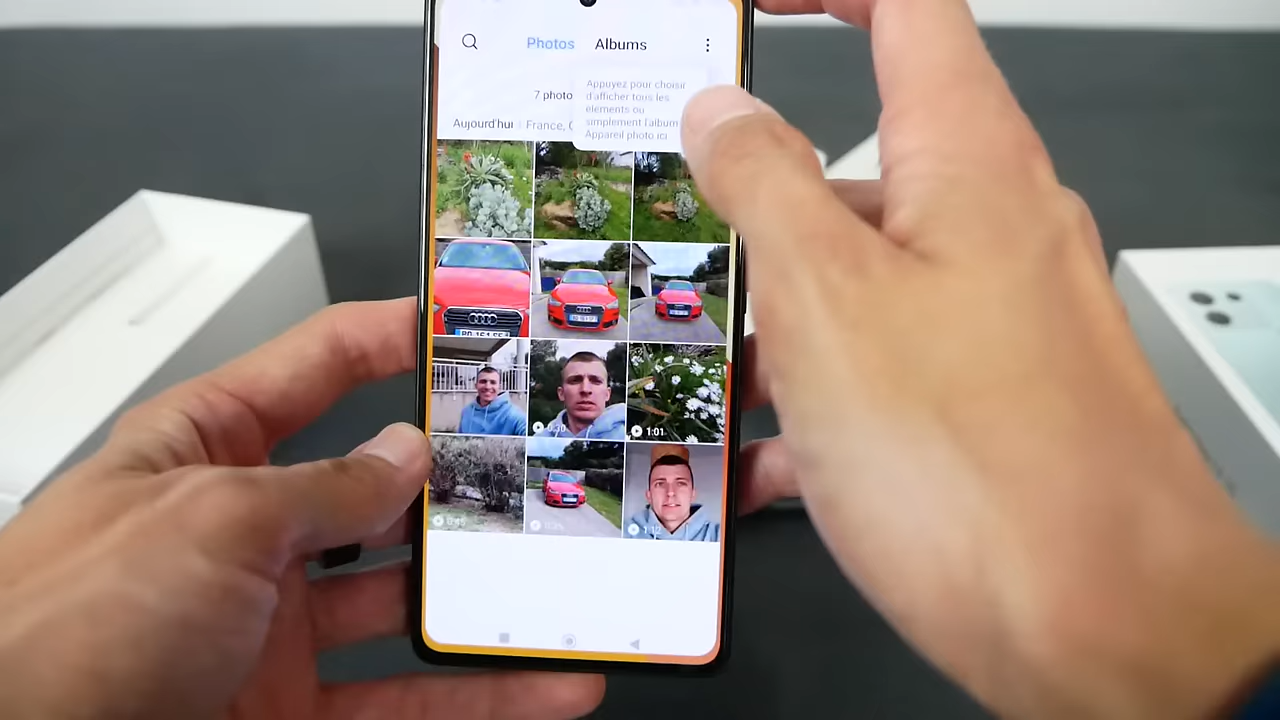 Photos Albums
7 photo
Appuyez pour choisir
d'afficher tous les
éléments ou
simplement l'album
Appareil photo ici
Aujourd'hui France,
1:01